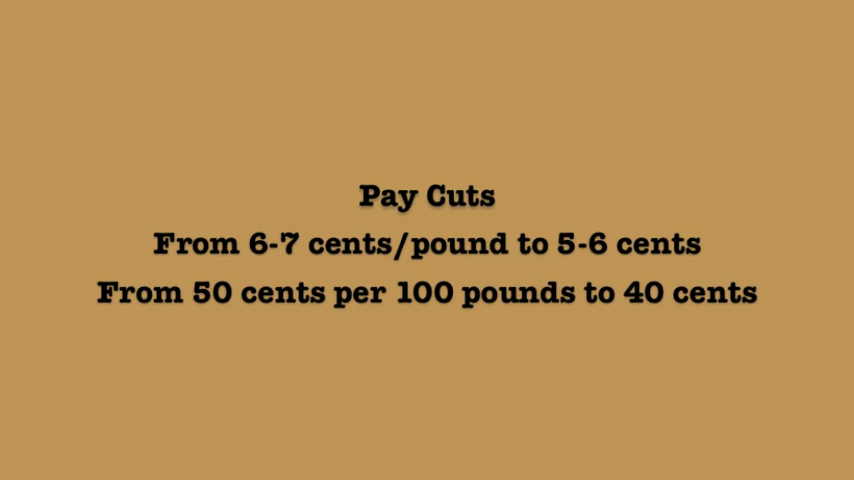 Pay Cuts
From 6-7 cents/pound to 5-6 cents
From 50 cents per 100 pounds to 40 cents